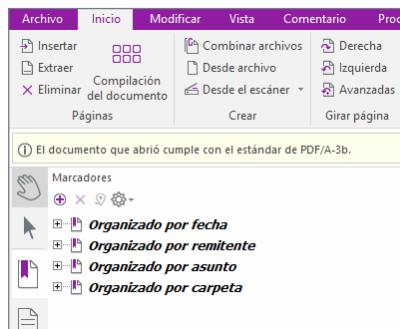 Archivo Inicio Modificar Vista Comentario
Insertar Combinar archivos Derecha
Extraer Desde archivo Izquierda
Compilación del documento
Eliminar Desde el escáner Avanzadas
Páginas Crear Girar página
El documento que abrió cumple con el estándar de PDF/A-3b.
Marcadores
Organizado por fecha
Organizado por remitente
Organizado por asunto
Organizado por carpeta